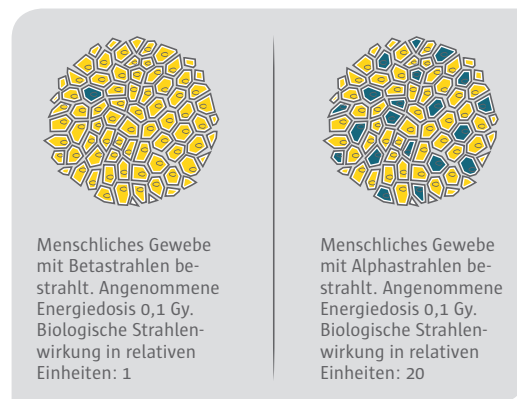 Menschliches Gewebe
mit Betastrahlen be-
strahlt. Angenommene
Energiedosis 0,1 Gy.
Biologische Strahlen-
wirkung in relativen
Einheiten: 1
Menschliches Gewebe
mit Alphastrahlen be-
strahlt. Angenommene
Energiedosis 0,1 Gy.
Biologische Strahlen-
wirkung in relativen
Einheiten: 20